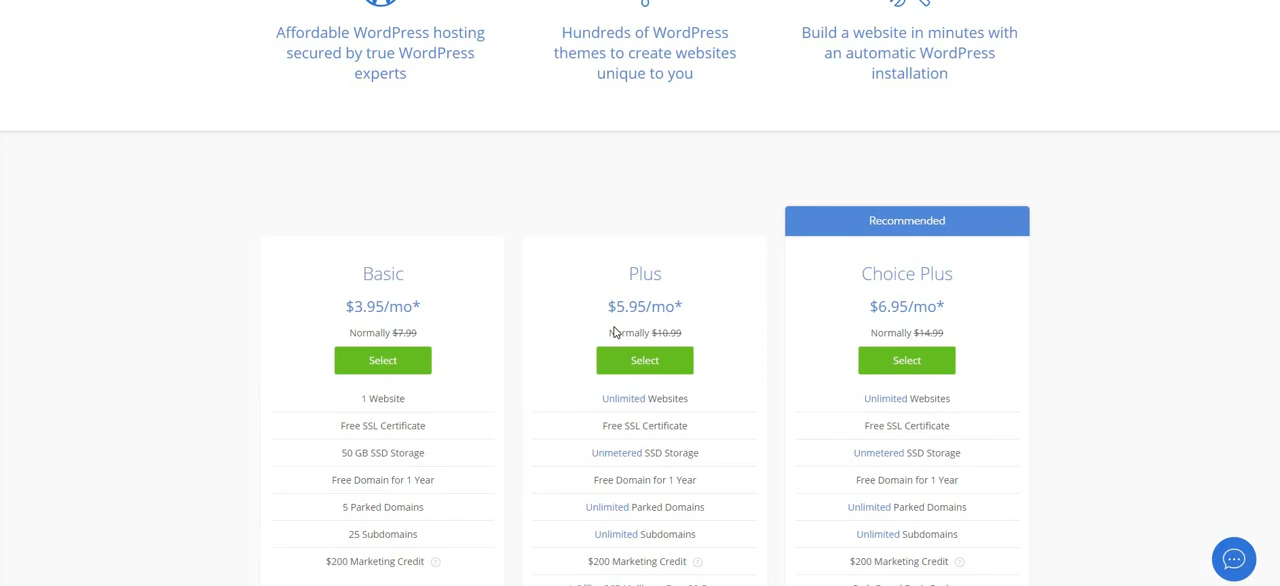 Affordable WordPress hosting
secured by true WordPress
experts
Hundreds of WordPress
themes to create websites
unique to you
Build a website in minutes with
an automatic WordPress
installation
Recommended
Basic
$3.95/mo*
Normally $7.99
Select
1 Website
Free SSL Certificate
50 GB SSD Storage
Free Domain for 1 Year
5 Parked Domains
25 Subdomains
$200 Marketing Credit
Plus
$5.95/mo*
Normally $10.99
Select
Unlimited Websites
Free SSL Certificate
Unmetered SSD Storage
Free Domain for 1 Year
Unlimited Parked Domains
Unlimited Subdomains
$200 Marketing Credit
Choice Plus
$6.95/mo*
Normally $14.99
Select
Unlimited Websites
Free SSL Certificate
Unmetered SSD Storage
Free Domain for 1 Year
Unlimited Parked Domains
Unlimited Subdomains
$200 Marketing Credit